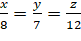 x/8 = y/7 = z/12